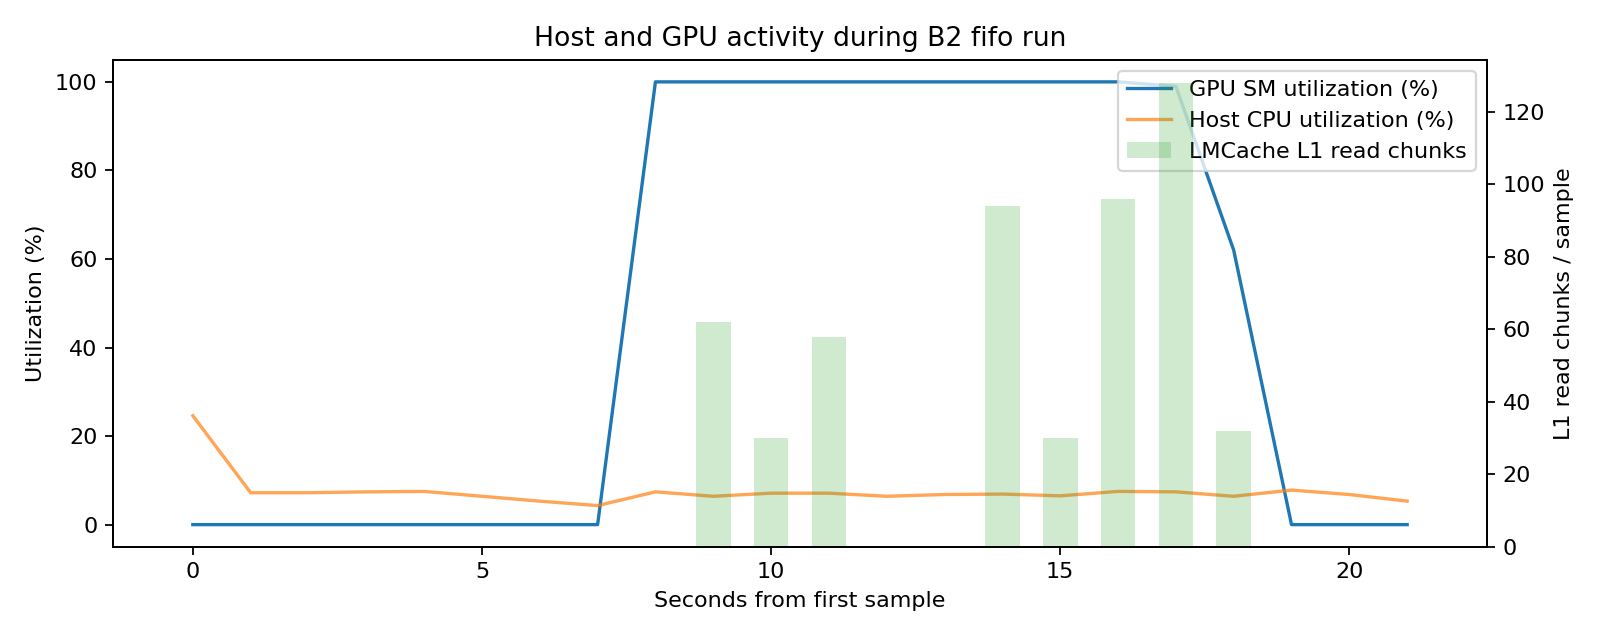 Host and GPU activity during B2 fifo run
GPU SM utilization (%)
Host CPU utilization (%)
LMCache L1 read chunks
Utilization (%)
100
80
60
40
20
0
120
100
80
60
40
20
0
L1 read chunks / sample
0 5 10 15 20
Seconds from first sample